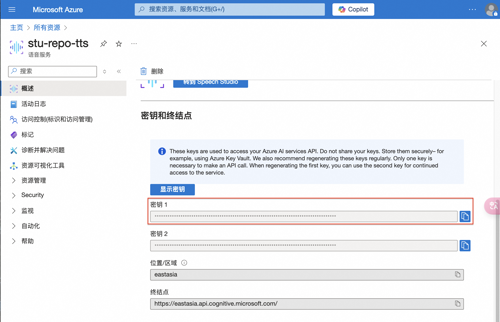 Microsoft Azure
搜索资源、服务和文档(G+/)
Copilot
主页 > 所有资源 >
stu-repo-tts
语音服务
搜索
删除
概述
转到 Speech Studio
活动日志
密钥和终结点
访问控制(标识和访问管理)
标记
诊断并解决问题
These keys are used to access your Azure AI services API. Do not share your keys. Store them securely– for
example, using Azure Key Vault. We also recommend regenerating these keys regularly. Only one key is
necessary to make an API call. When regenerating the first key, you can use the second key for continued
access to the service.
资源可视化工具
资源管理
显示密钥
Security
密钥 1
监视
自动化
帮助
密钥 2
位置/区域
eastasia
终结点
https://eastasia.api.cognitive.microsoft.com/